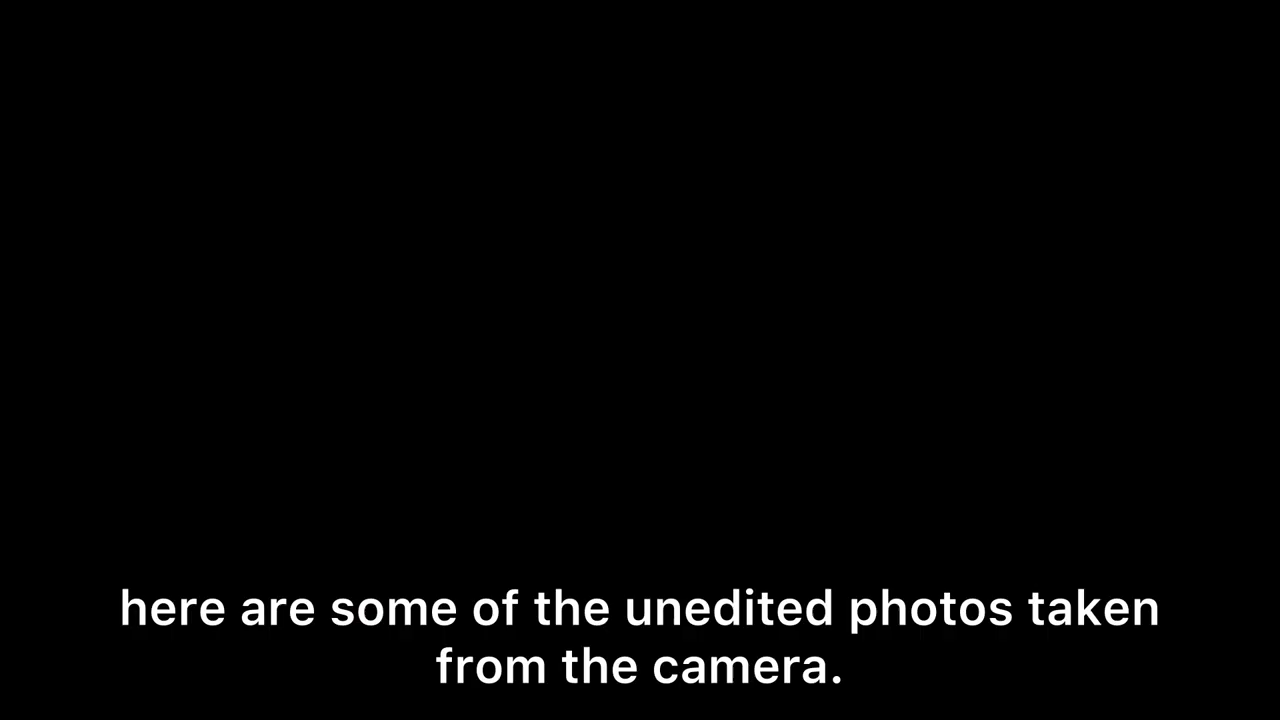 here are some of the unedited photos taken
from the camera.